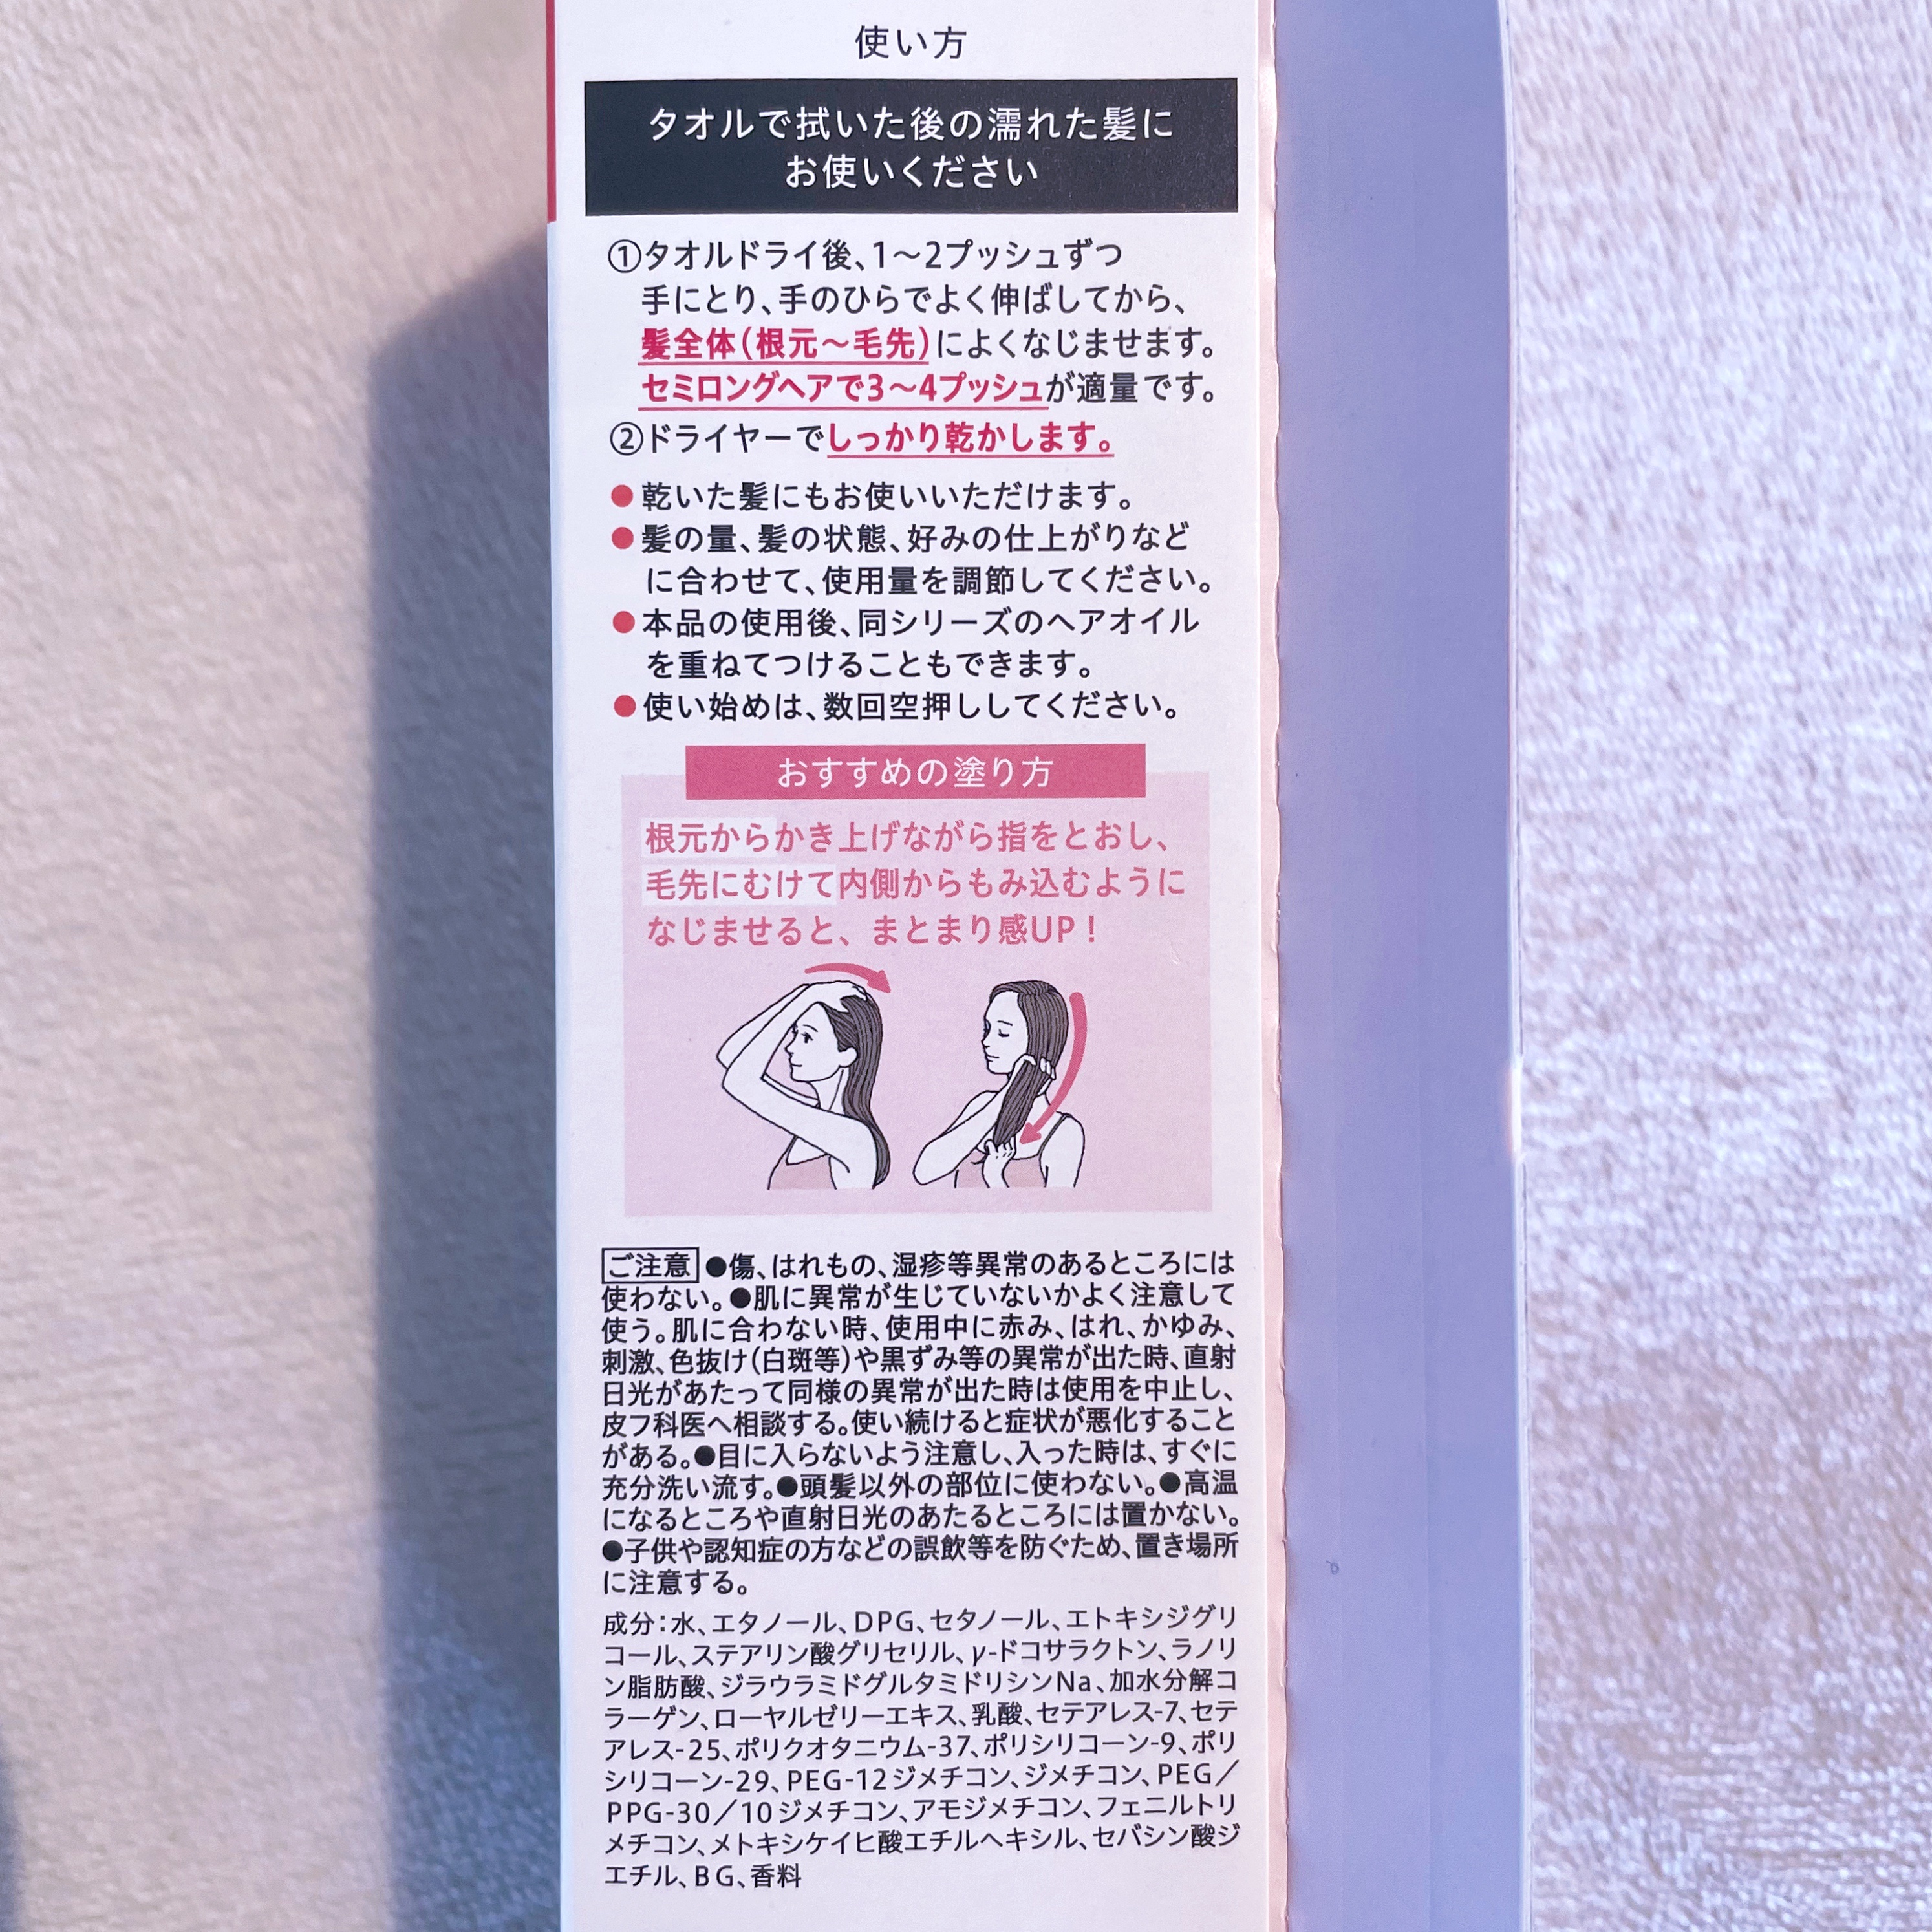 使い方
タオルで拭いた後の濡れた髪に
お使いください
①タオルドライ後、1～2プッシュずつ
手にとり、手のひらでよく伸ばしてから、
髪全体(根元～毛先)によくなじませます。
セミロングヘアで3～4プッシュが適量です。
②ドライヤーでしっかり乾かします。
●乾いた髪にもお使いいただけます。
●髪の量、髪の状態、好みの仕上がりなど
に合わせて、使用量を調節してください。
●本品の使用後、同シリーズのヘアオイル
を重ねてつけることもできます。
●使い始めは、数回空押ししてください。
おすすめの塗り方
根元からかき上げながら指をとおし、
毛先にむけて内側からもみ込むように
なじませると、まとまり感UP！
ご注意 ●傷、はれもの、湿疹等異常のあるところには
使わない。●肌に異常が生じていないかよく注意して
使う。肌に合わない時、使用中に赤み、はれ、かゆみ、
刺激、色抜け(白斑等)や黒ずみ等の異常が出た時、直射
日光があたって同様の異常が出た時は使用を中止し、
皮フ科医へ相談する。使い続けると症状が悪化すること
がある。●目に入らないよう注意し、入った時は、すぐに
充分洗い流す。●頭髪以外の部位に使わない。●高温
になるところや直射日光のあたるところには置かない。
●子供や認知症の方などの誤飲等を防ぐため、置き場所
に注意する。
成分：水、エタノール、DPG、セタノール、エトキシジグリ
コール、ステアリン酸グリセリル、γ-ドコサラクトン、ラノリ
ン脂肪酸、ジラウラミドグルタミドリシンNa、加水分解コ
ラーゲン、ローヤルゼリーエキス、乳酸、セテアレス-7、セテ
アレス-25、ポリクオタニウム-37、ポリシリコーン-9、ポリ
シリコーン-29、PEG-12ジメチコン、ジメチコン、PEG／
PPG-30／10ジメチコン、アモジメチコン、フェニルトリ
メチコン、メトキシケイヒ酸エチルヘキシル、セバシン酸ジ
エチル、BG、香料